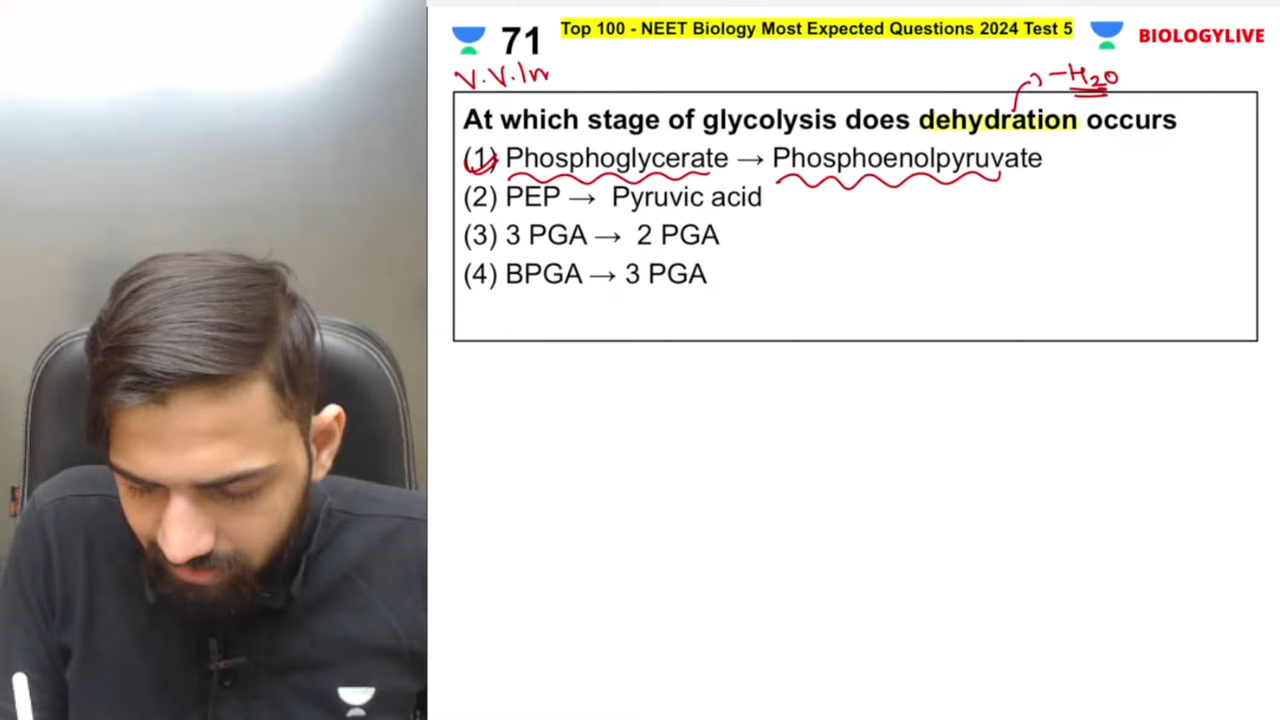 71
Top 100 - NEET Biology Most Expected Questions 2024 Test 5
BIOLOGYLIVE
V.V.Im
-H2O
At which stage of glycolysis does dehydration occurs
(1) Phosphoglycerate → Phosphoenolpyruvate
(2) PEP → Pyruvic acid
(3) 3 PGA → 2 PGA
(4) BPGA → 3 PGA